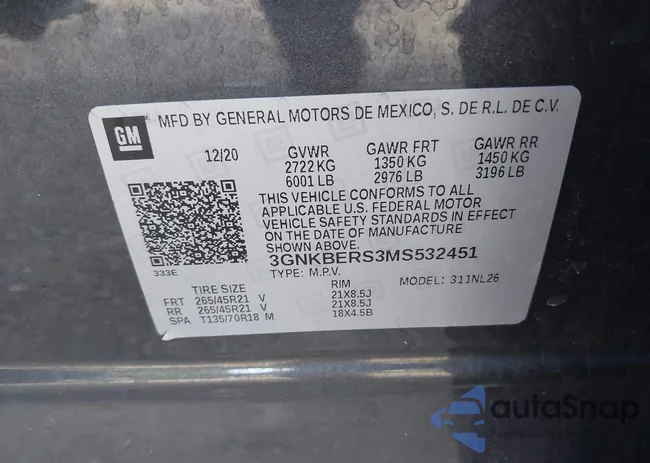 GM
MFD BY GENERAL MOTORS DE MEXICO, S. DE R.L. DE C.V.
12/20 GVWR GAWR FRT GAWR RR
2722 KG 1350 KG 1450 KG
6001 LB 2976 LB 3196 LB
THIS VEHICLE CONFORMS TO ALL
APPLICABLE U.S. FEDERAL MOTOR
VEHICLE SAFETY STANDARDS IN EFFECT
ON THE DATE OF MANUFACTURE
SHOWN ABOVE.
333E
3GNKBERS3MS532451
TYPE: M.P.V. MODEL: 311NL26
TIRE SIZE RIM
FRT 265/45R21 V 21X8.5J
RR 265/45R21 V 21X8.5J
SPA T135/70R18 M 18X4.5B
autoSnap